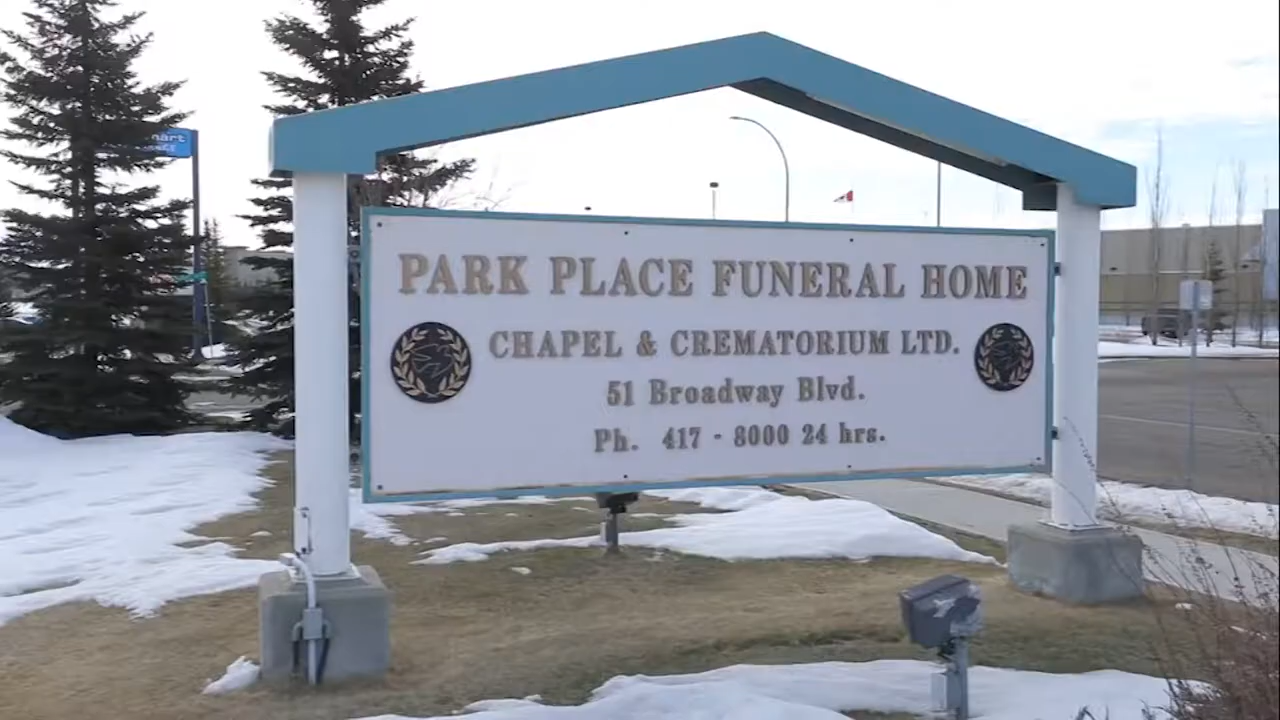 PARK PLACE FUNERAL HOME
CHAPEL & CREMATORIUM LTD.
51 Broadway Blvd.
Ph. 417 - 8000 24 hrs.